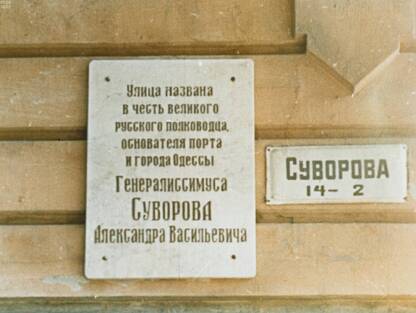 Улица названа
в честь великого
русского полководца,
основателя порта
и города Одессы
Генералиссимуса
Суворова
Александра Васильевича
Суворова
14- 2